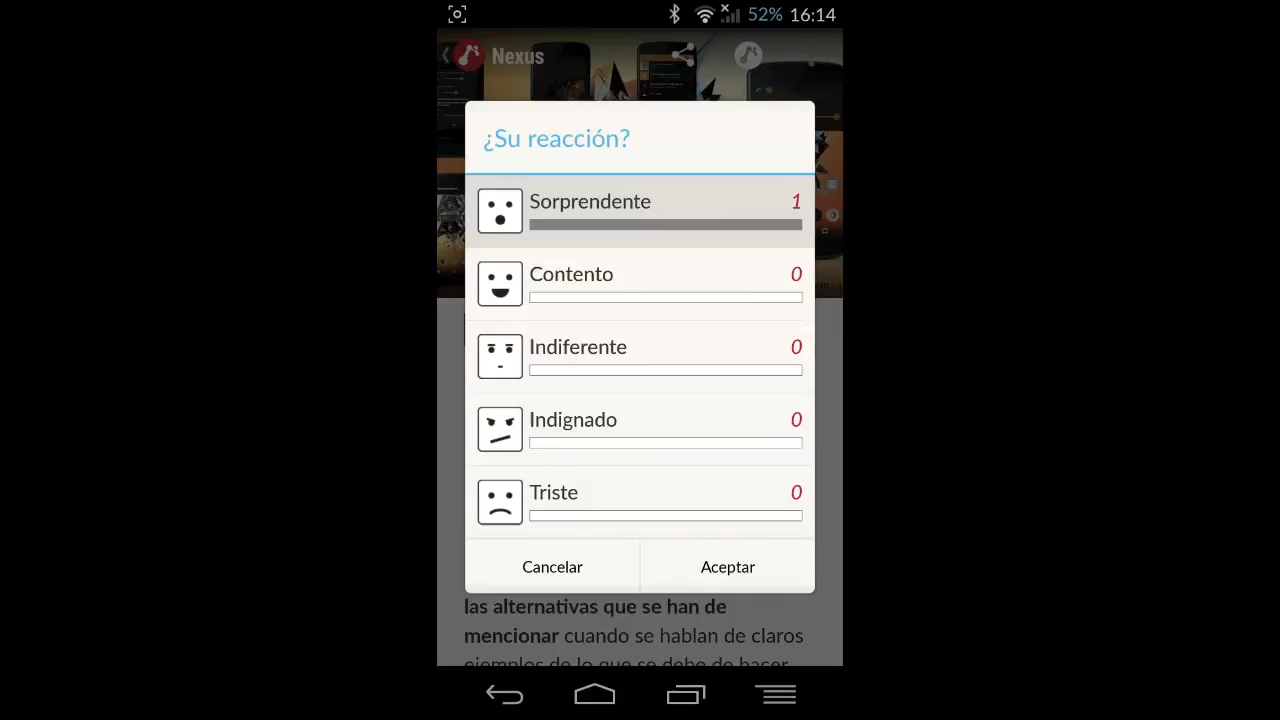 52% 16:14
Nexus
¿Su reacción?
Sorprendente 1
Contento 0
Indiferente 0
Indignado 0
Triste 0
Cancelar Aceptar
las alternativas que se han de
mencionar cuando se hablan de claros
ejemplos de lo que se debe de hacer